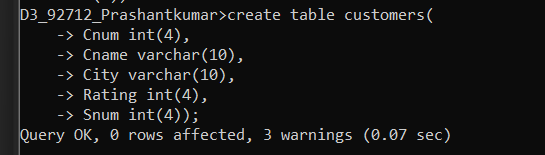 D3_92712_Prashantkumar>create table customers(
    -> Cnum int(4),
    -> Cname varchar(10),
    -> City varchar(10),
    -> Rating int(4),
    -> Snum int(4));
Query OK, 0 rows affected, 3 warnings (0.07 sec)